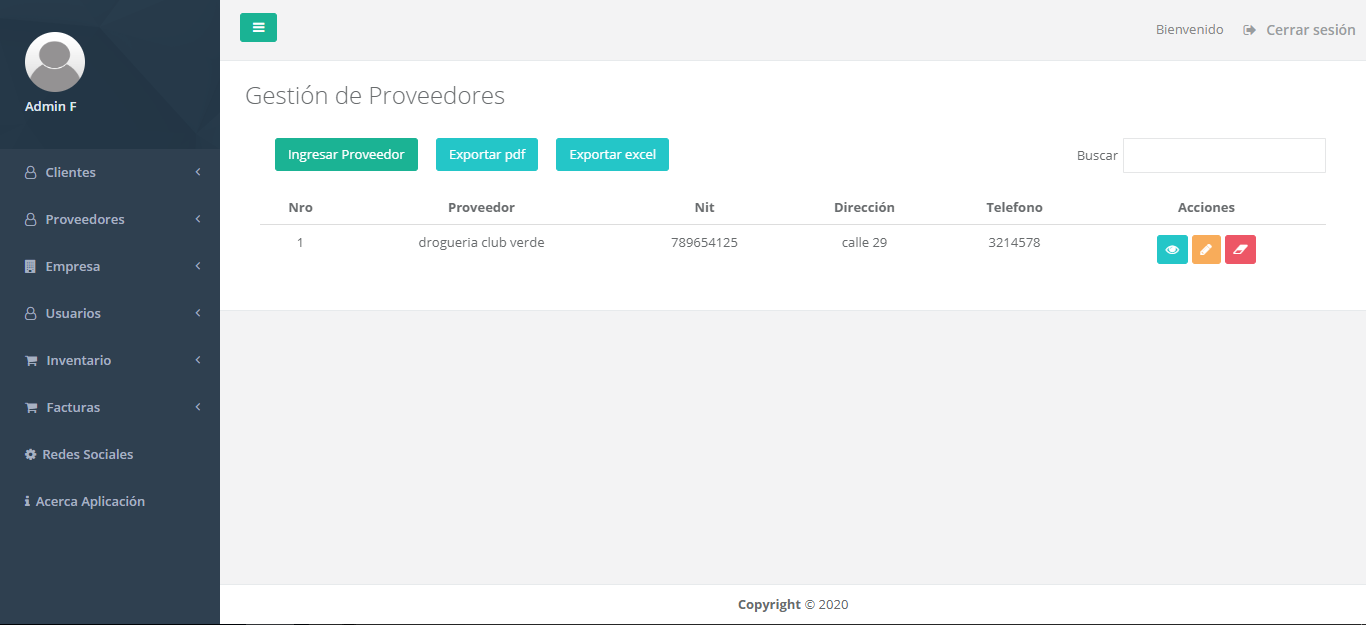 Bienvenido Cerrar sesión
Admin F
Clientes
Proveedores
Empresa
Usuarios
Inventario
Facturas
Redes Sociales
Acerca Aplicación
Gestión de Proveedores
Ingresar Proveedor Exportar pdf Exportar excel Buscar
Nro Proveedor Nit Dirección Telefono Acciones
1 drogueria club verde 789654125 calle 29 3214578
Copyright © 2020